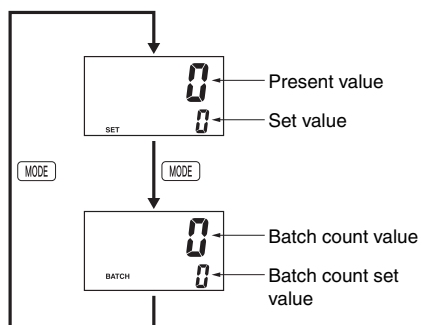 0
Present value
SET 0
Set value
MODE
MODE
0
Batch count value
BATCH 0
Batch count set
value